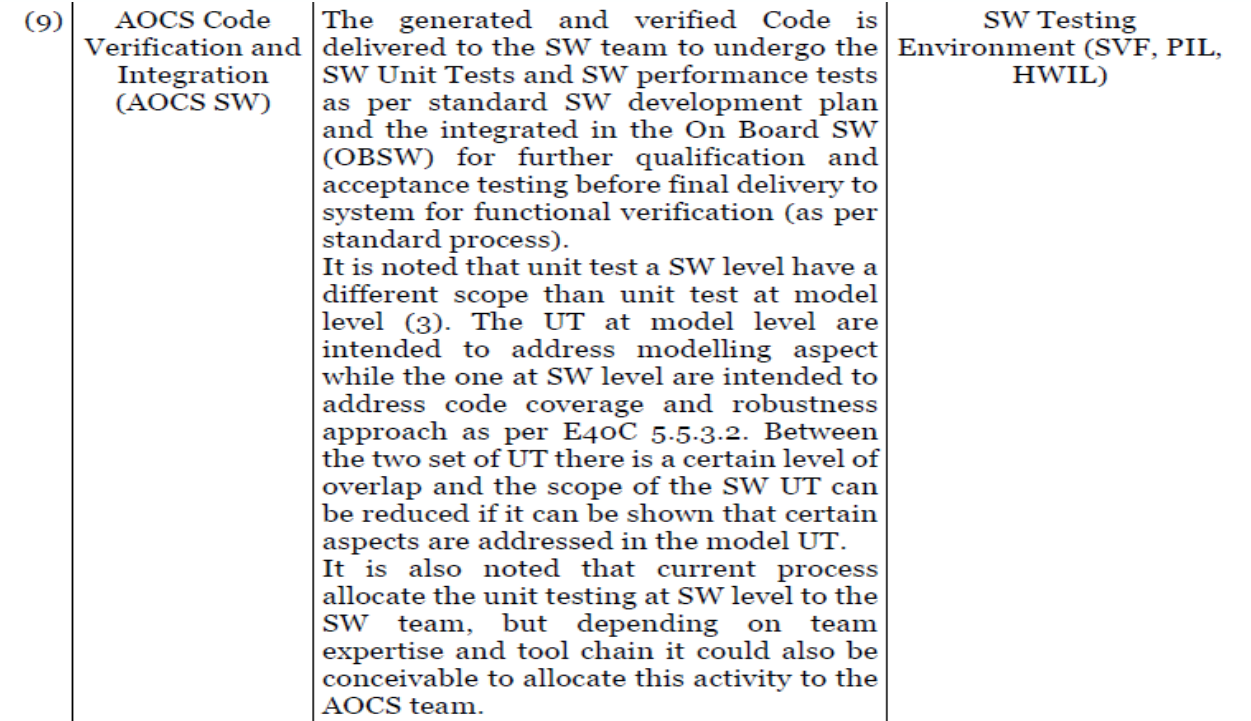 (9)
AOCS Code
Verification and
Integration
(AOCS SW)
The generated and verified Code is
delivered to the SW team to undergo the
SW Unit Tests and SW performance tests
as per standard SW development plan
and the integrated in the On Board SW
(OBSW) for further qualification and
acceptance testing before final delivery to
system for functional verification (as per
standard process).
It is noted that unit test a SW level have a
different scope than unit test at model
level (3). The UT at model level are
intended to address modelling aspect
while the one at SW level are intended to
address code coverage and robustness
approach as per E40C 5.5.3.2. Between
the two set of UT there is a certain level of
overlap and the scope of the SW UT can
be reduced if it can be shown that certain
aspects are addressed in the model UT.
It is also noted that current process
allocate the unit testing at SW level to the
SW team, but depending on team
expertise and tool chain it could also be
conceivable to allocate this activity to the
AOCS team.
SW Testing
Environment (SVF, PIL,
HWIL)